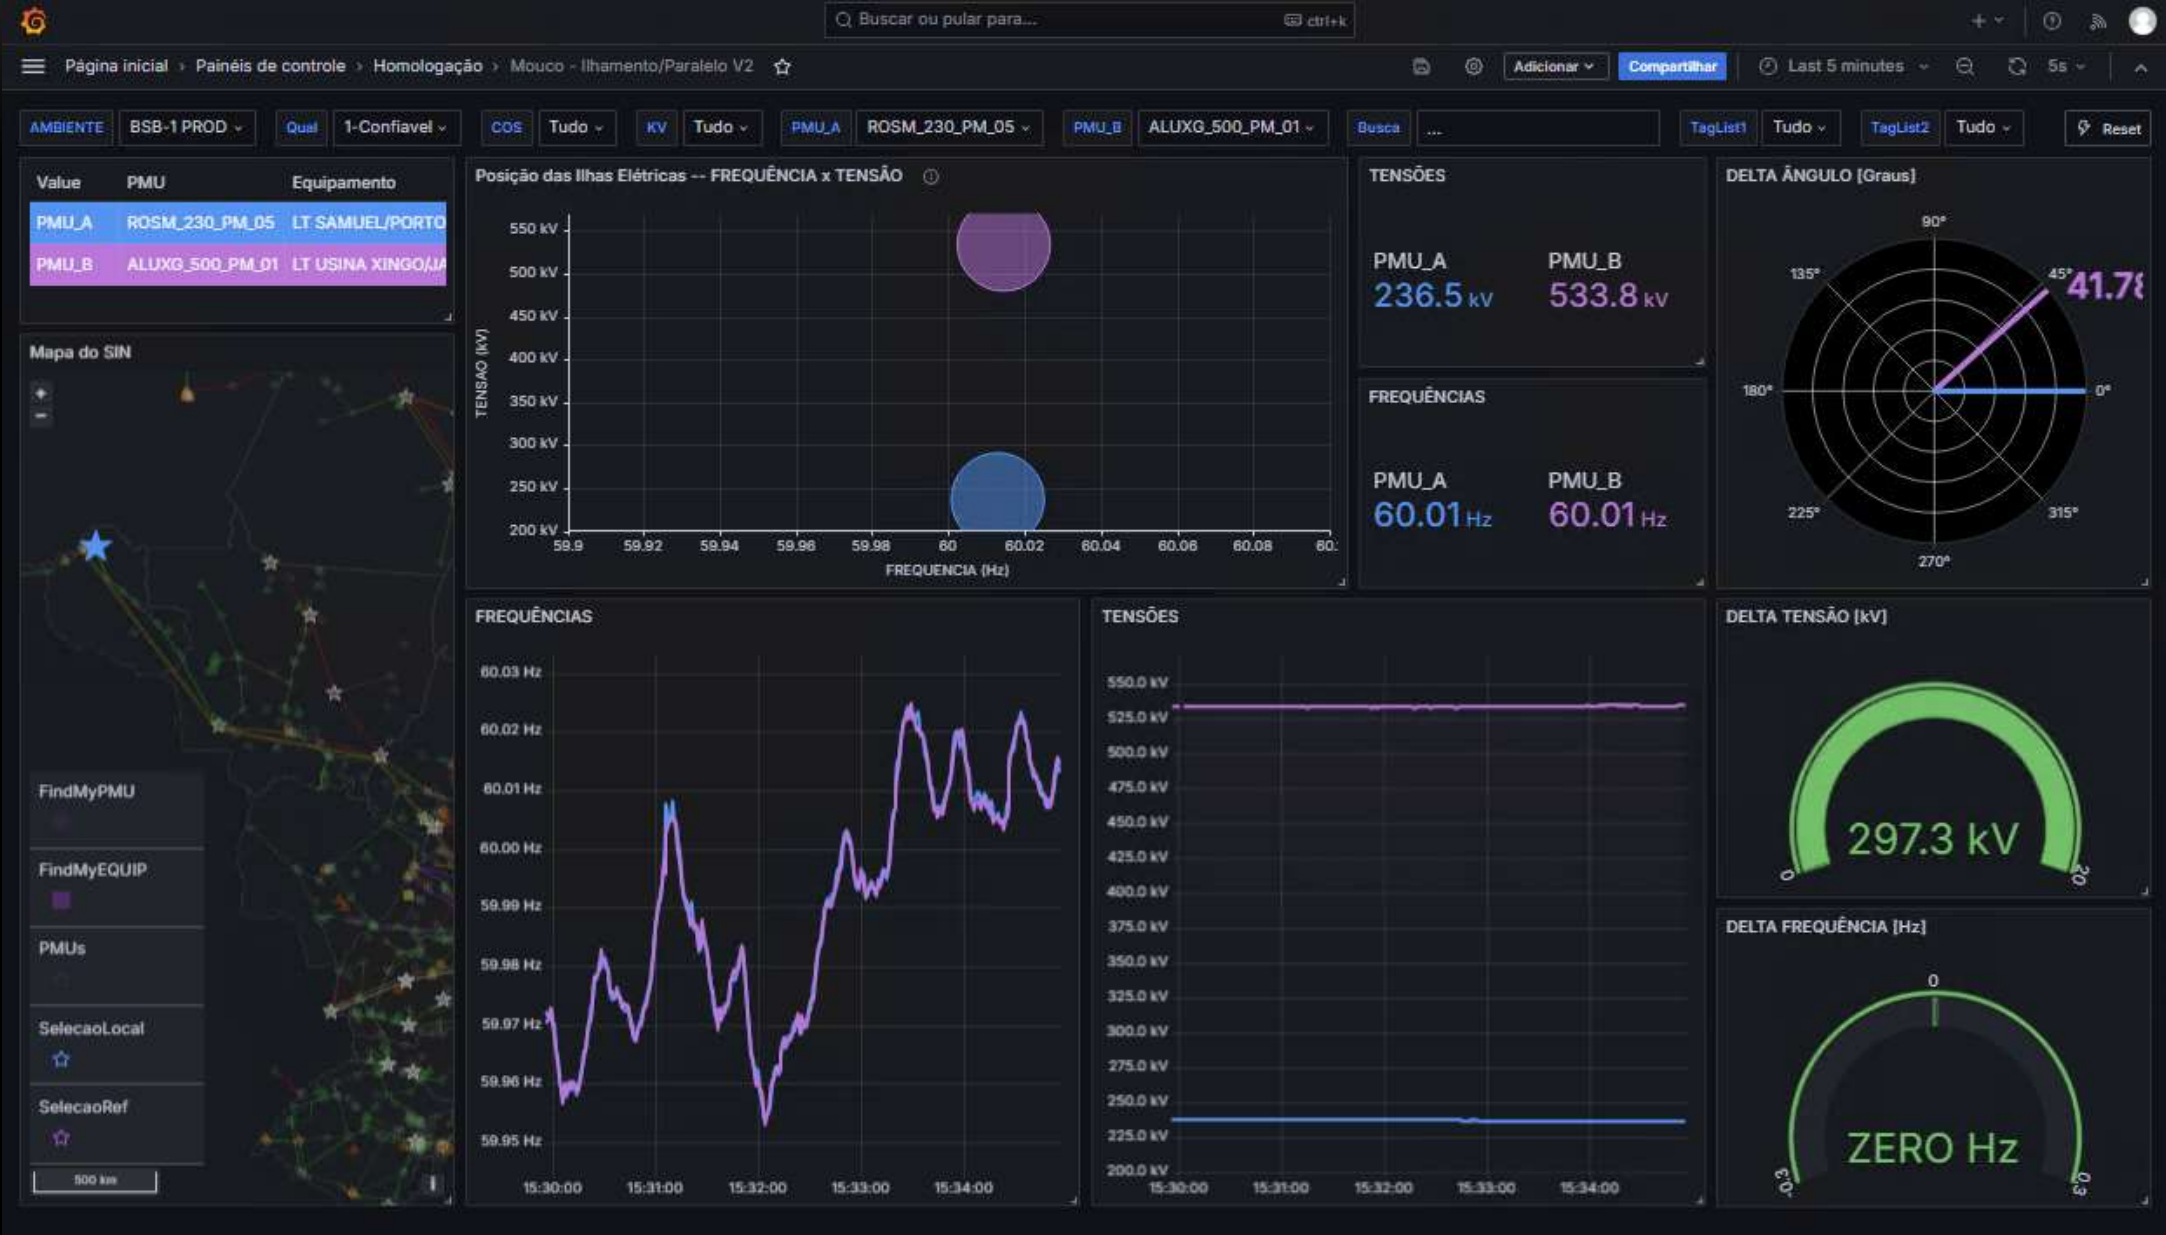 Buscar ou pular para...
ctrl+k
Página inicial › Painéis de controle › Homologação › Mouco - Ilhamento/Paralelo V2
Adicionar
Compartilhar
Last 5 minutes
5s
AMBIENTE BSB-1 PROD
Qual 1-Confiavel
COS Tudo
KV Tudo
PMU_A ROSM_230_PM_05
PMU_B ALUXG_500_PM_01
Busca ...
TagList1 Tudo
TagList2 Tudo
Reset
Value PMU Equipamento
PMU_A ROSM_230_PM_05 LT SAMUEL/PORTO
PMU_B ALUXG_500_PM_01 LT USINA XINGO/JA
Mapa do SIN
+
−
FindMyPMU
FindMyEQUIP
PMUs
SelecaoLocal
SelecaoRef
500 km
i
Posição das Ilhas Elétricas -- FREQUÊNCIA x TENSÃO
TENSAO (kV)
550 kV
500 kV
450 kV
400 kV
350 kV
300 kV
250 kV
200 kV
59.9 59.92 59.94 59.96 59.98 60 60.02 60.04 60.06 60.08 60.
FREQUENCIA (Hz)
TENSÕES
PMU_A PMU_B
236.5 kV 533.8 kV
FREQUÊNCIAS
PMU_A PMU_B
60.01 Hz 60.01 Hz
DELTA ÂNGULO [Graus]
90°
135° 45° 41.78
180° 0°
225° 315°
270°
FREQUÊNCIAS
60.03 Hz
60.02 Hz
60.01 Hz
60.00 Hz
59.99 Hz
59.98 Hz
59.97 Hz
59.96 Hz
59.95 Hz
15:30:00 15:31:00 15:32:00 15:33:00 15:34:00
TENSÕES
550.0 kV
525.0 kV
500.0 kV
475.0 kV
450.0 kV
425.0 kV
400.0 kV
375.0 kV
350.0 kV
325.0 kV
300.0 kV
275.0 kV
250.0 kV
225.0 kV
200.0 kV
15:30:00 15:31:00 15:32:00 15:33:00 15:34:00
DELTA TENSÃO [kV]
297.3 kV
0 20
DELTA FREQUÊNCIA [Hz]
0
ZERO Hz
-0.3 0.3